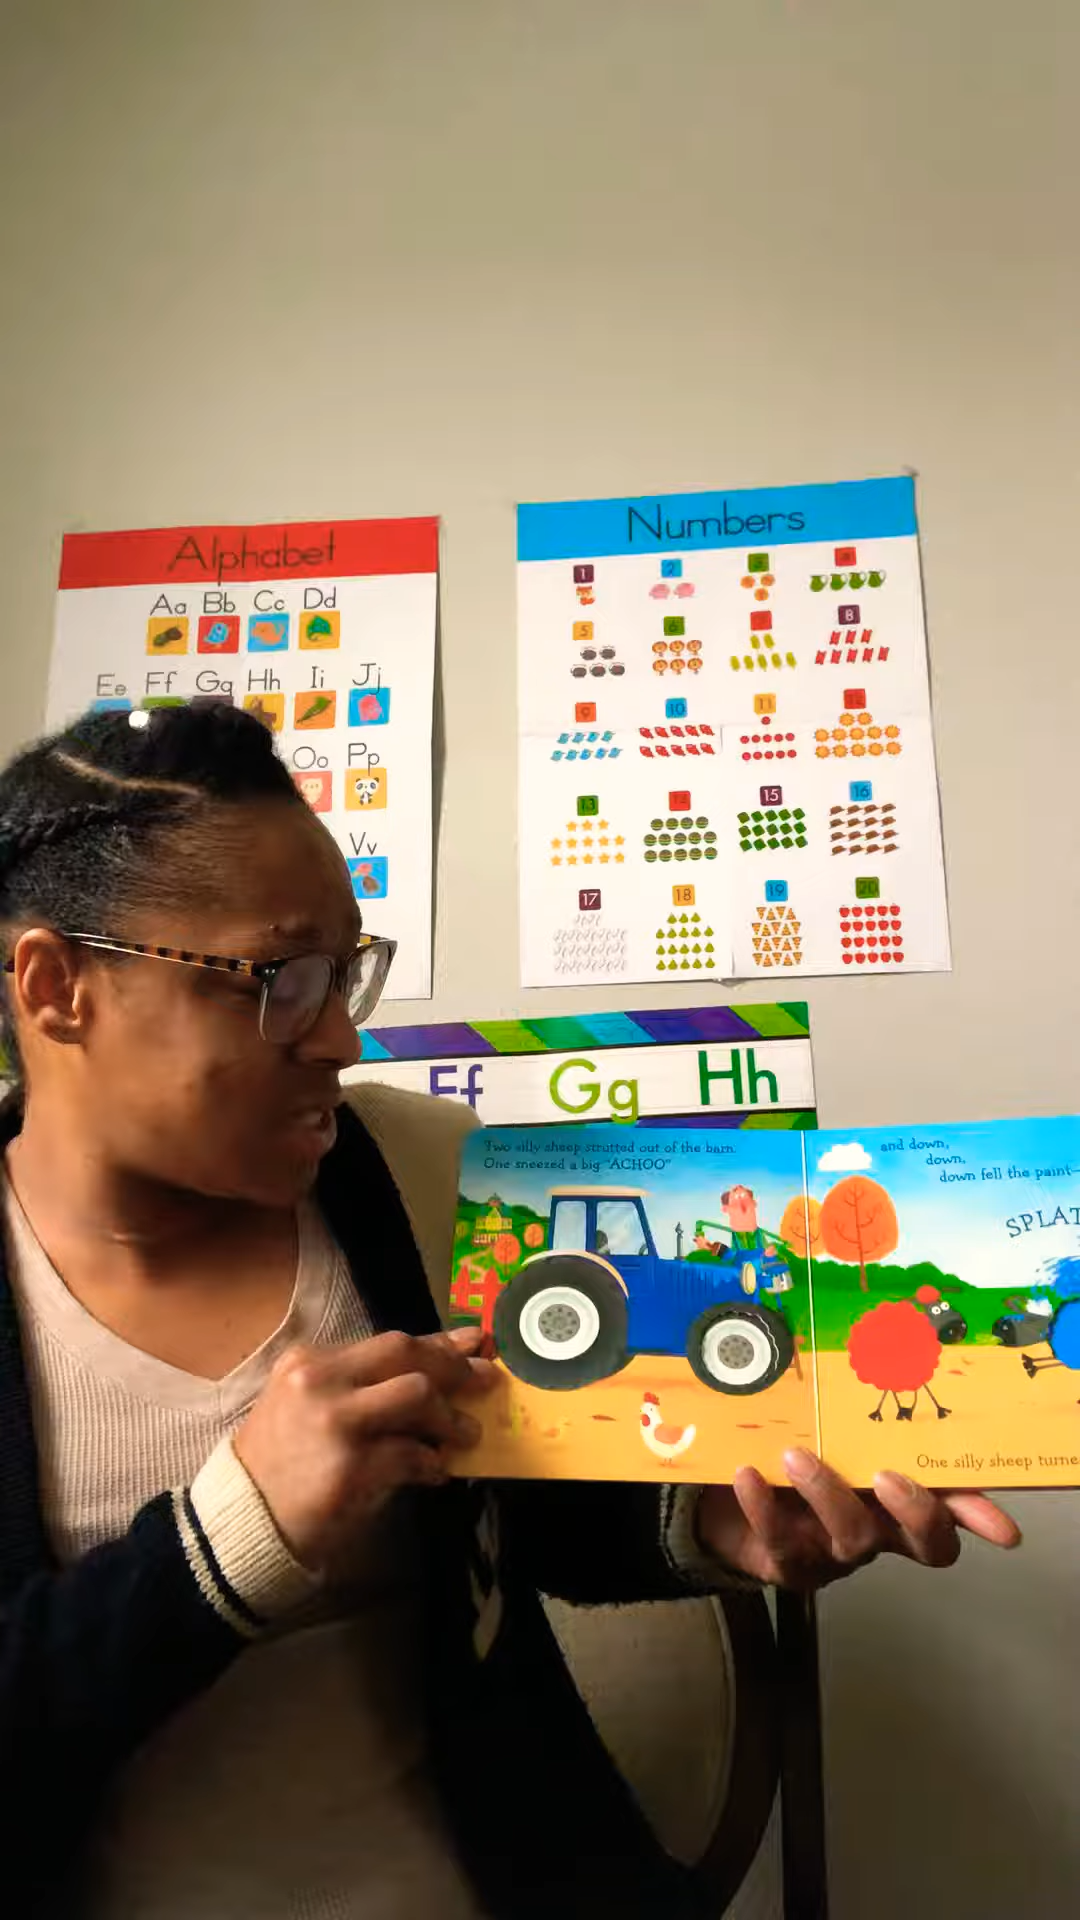 Alphabet
Aa Bb Cc Dd
Ee Ff Gg Hh Ii Jj
Oo Pp
Vv
Numbers
1 2 3 4
5 6 7 8
9 10 11 12
13 14 15 16
17 18 19 20
Ff Gg Hh
Two silly sheep strutted out of the barn.
One sneezed a big "ACHOO"
and down,
down,
down fell the paint—
SPLAT
One silly sheep turne